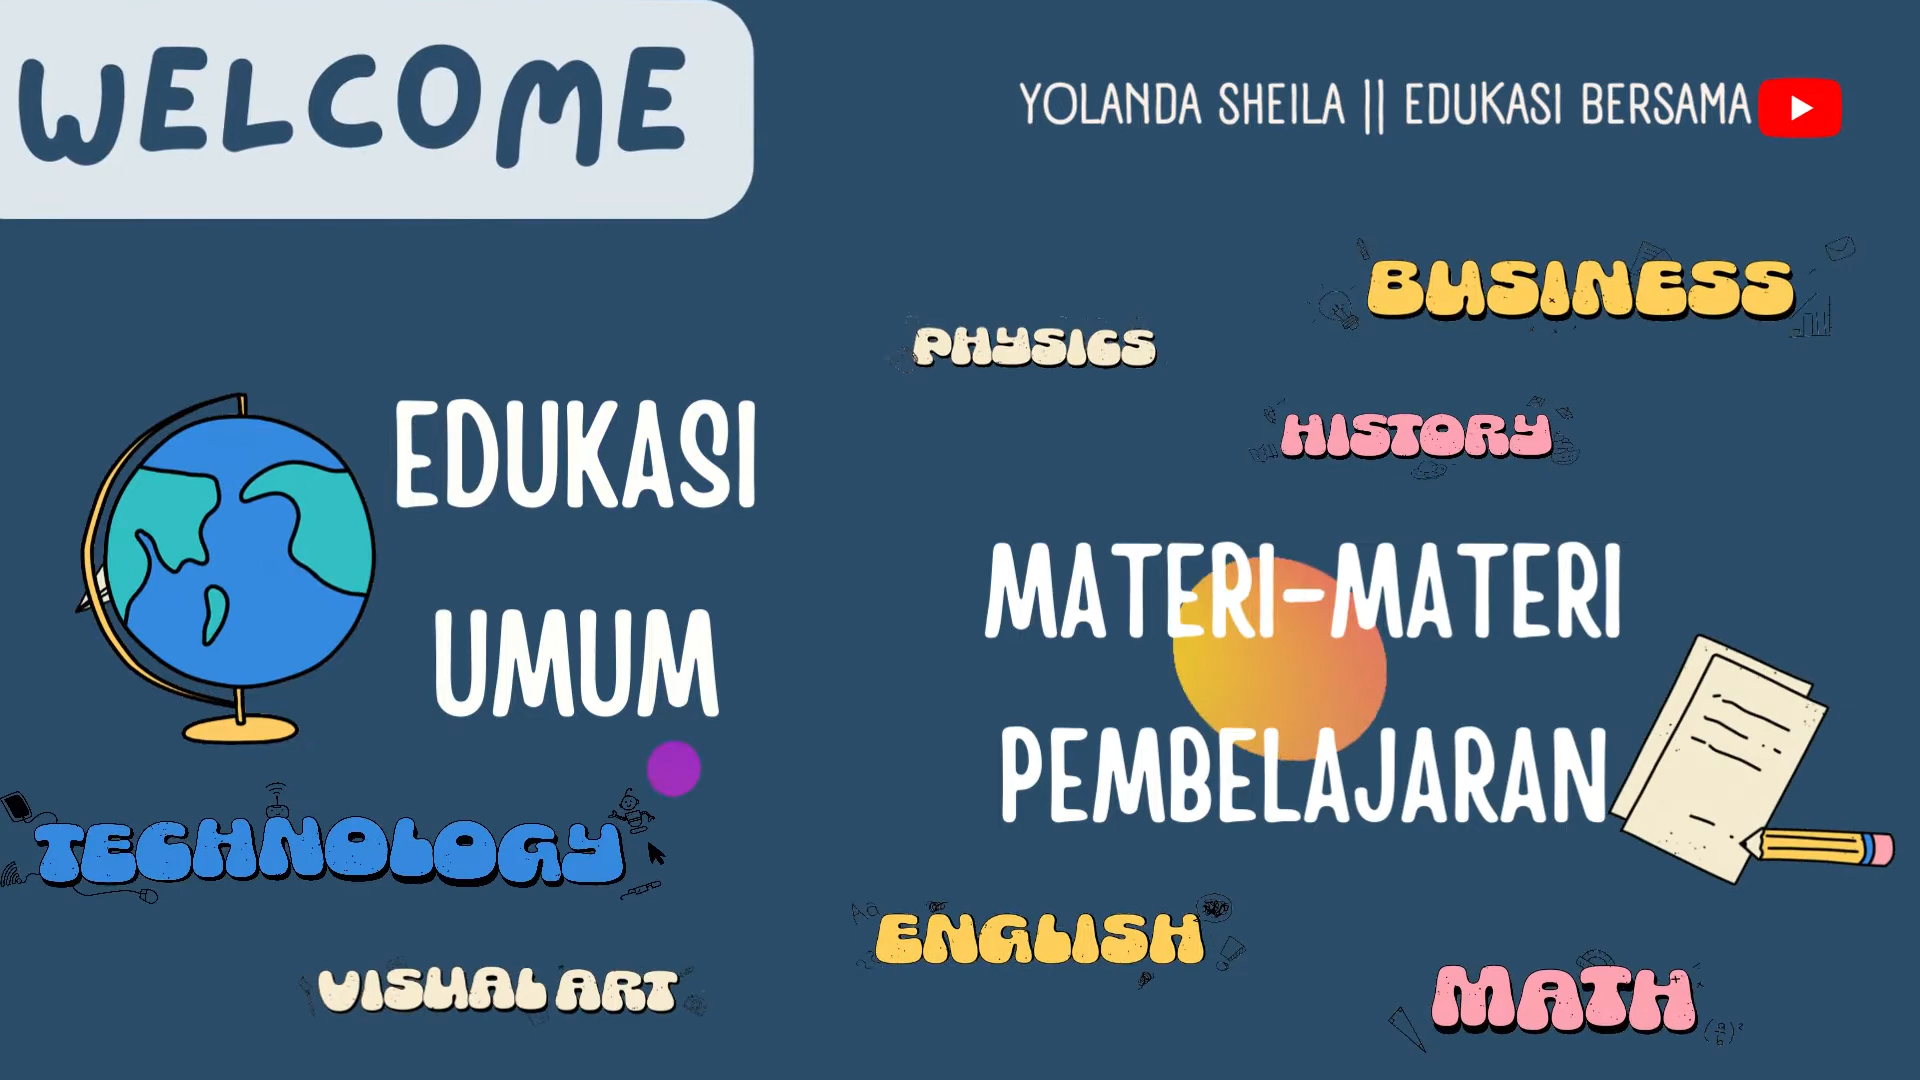 WELCOME
YOLANDA SHEILA || EDUKASI BERSAMA
BUSINESS
PHYSICS
HISTORY
EDUKASI
UMUM
MATERI-MATERI
PEMBELAJARAN
TECHNOLOGY
ENGLISH
VISUAL ART
MATH